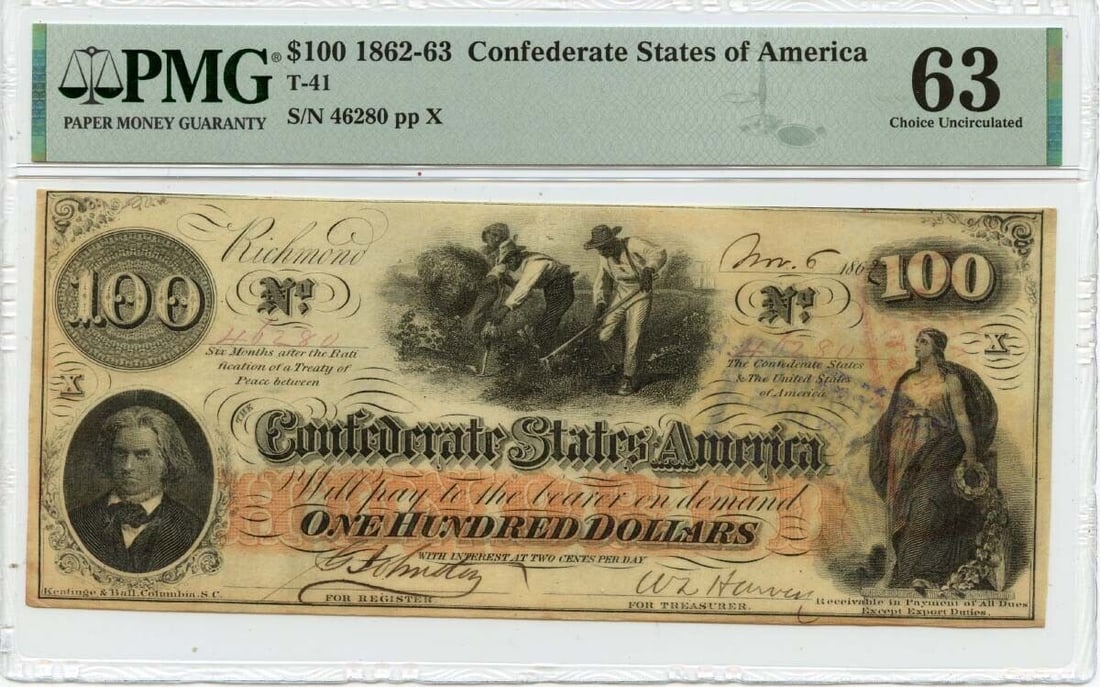 PMG®
PAPER MONEY GUARANTY
$100 1862-63 Confederate States of America
T-41
S/N 46280 pp X
63
Choice Uncirculated
100
Richmond
Nov. 6 186
100
No.
No.
46280
46280
Six Months after the Rati
fication of a Treaty of
Peace between
The Confederate States
& The United States
of America
X
X
THE
Confederate States America
Will pay to the bearer on demand
ONE HUNDRED DOLLARS
WITH INTEREST AT TWO CENTS PER DAY
FOR REGISTER.
FOR TREASURER.
Keatinge & Ball, Columbia, S.C.
Receivable in Payment of All Dues
Except Export Duties.